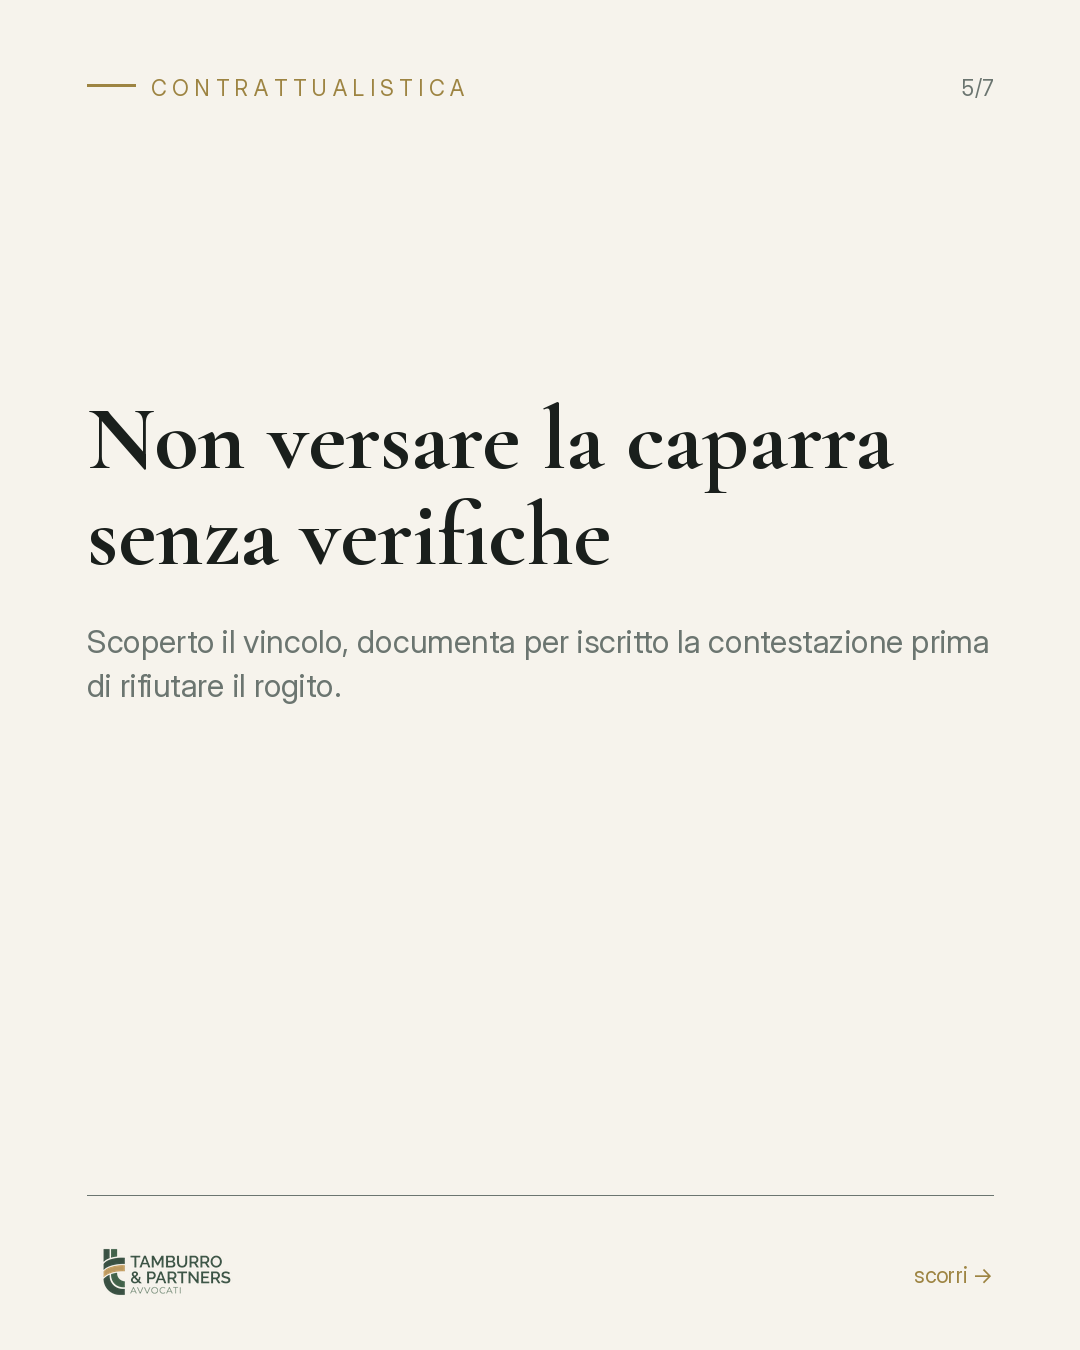 CONTRATTUALISTICA
5/7
Non versare la caparra
senza verifiche
Scoperto il vincolo, documenta per iscritto la contestazione prima
di rifiutare il rogito.
TAMBURRO
& PARTNERS
AVVOCATI
scorri →